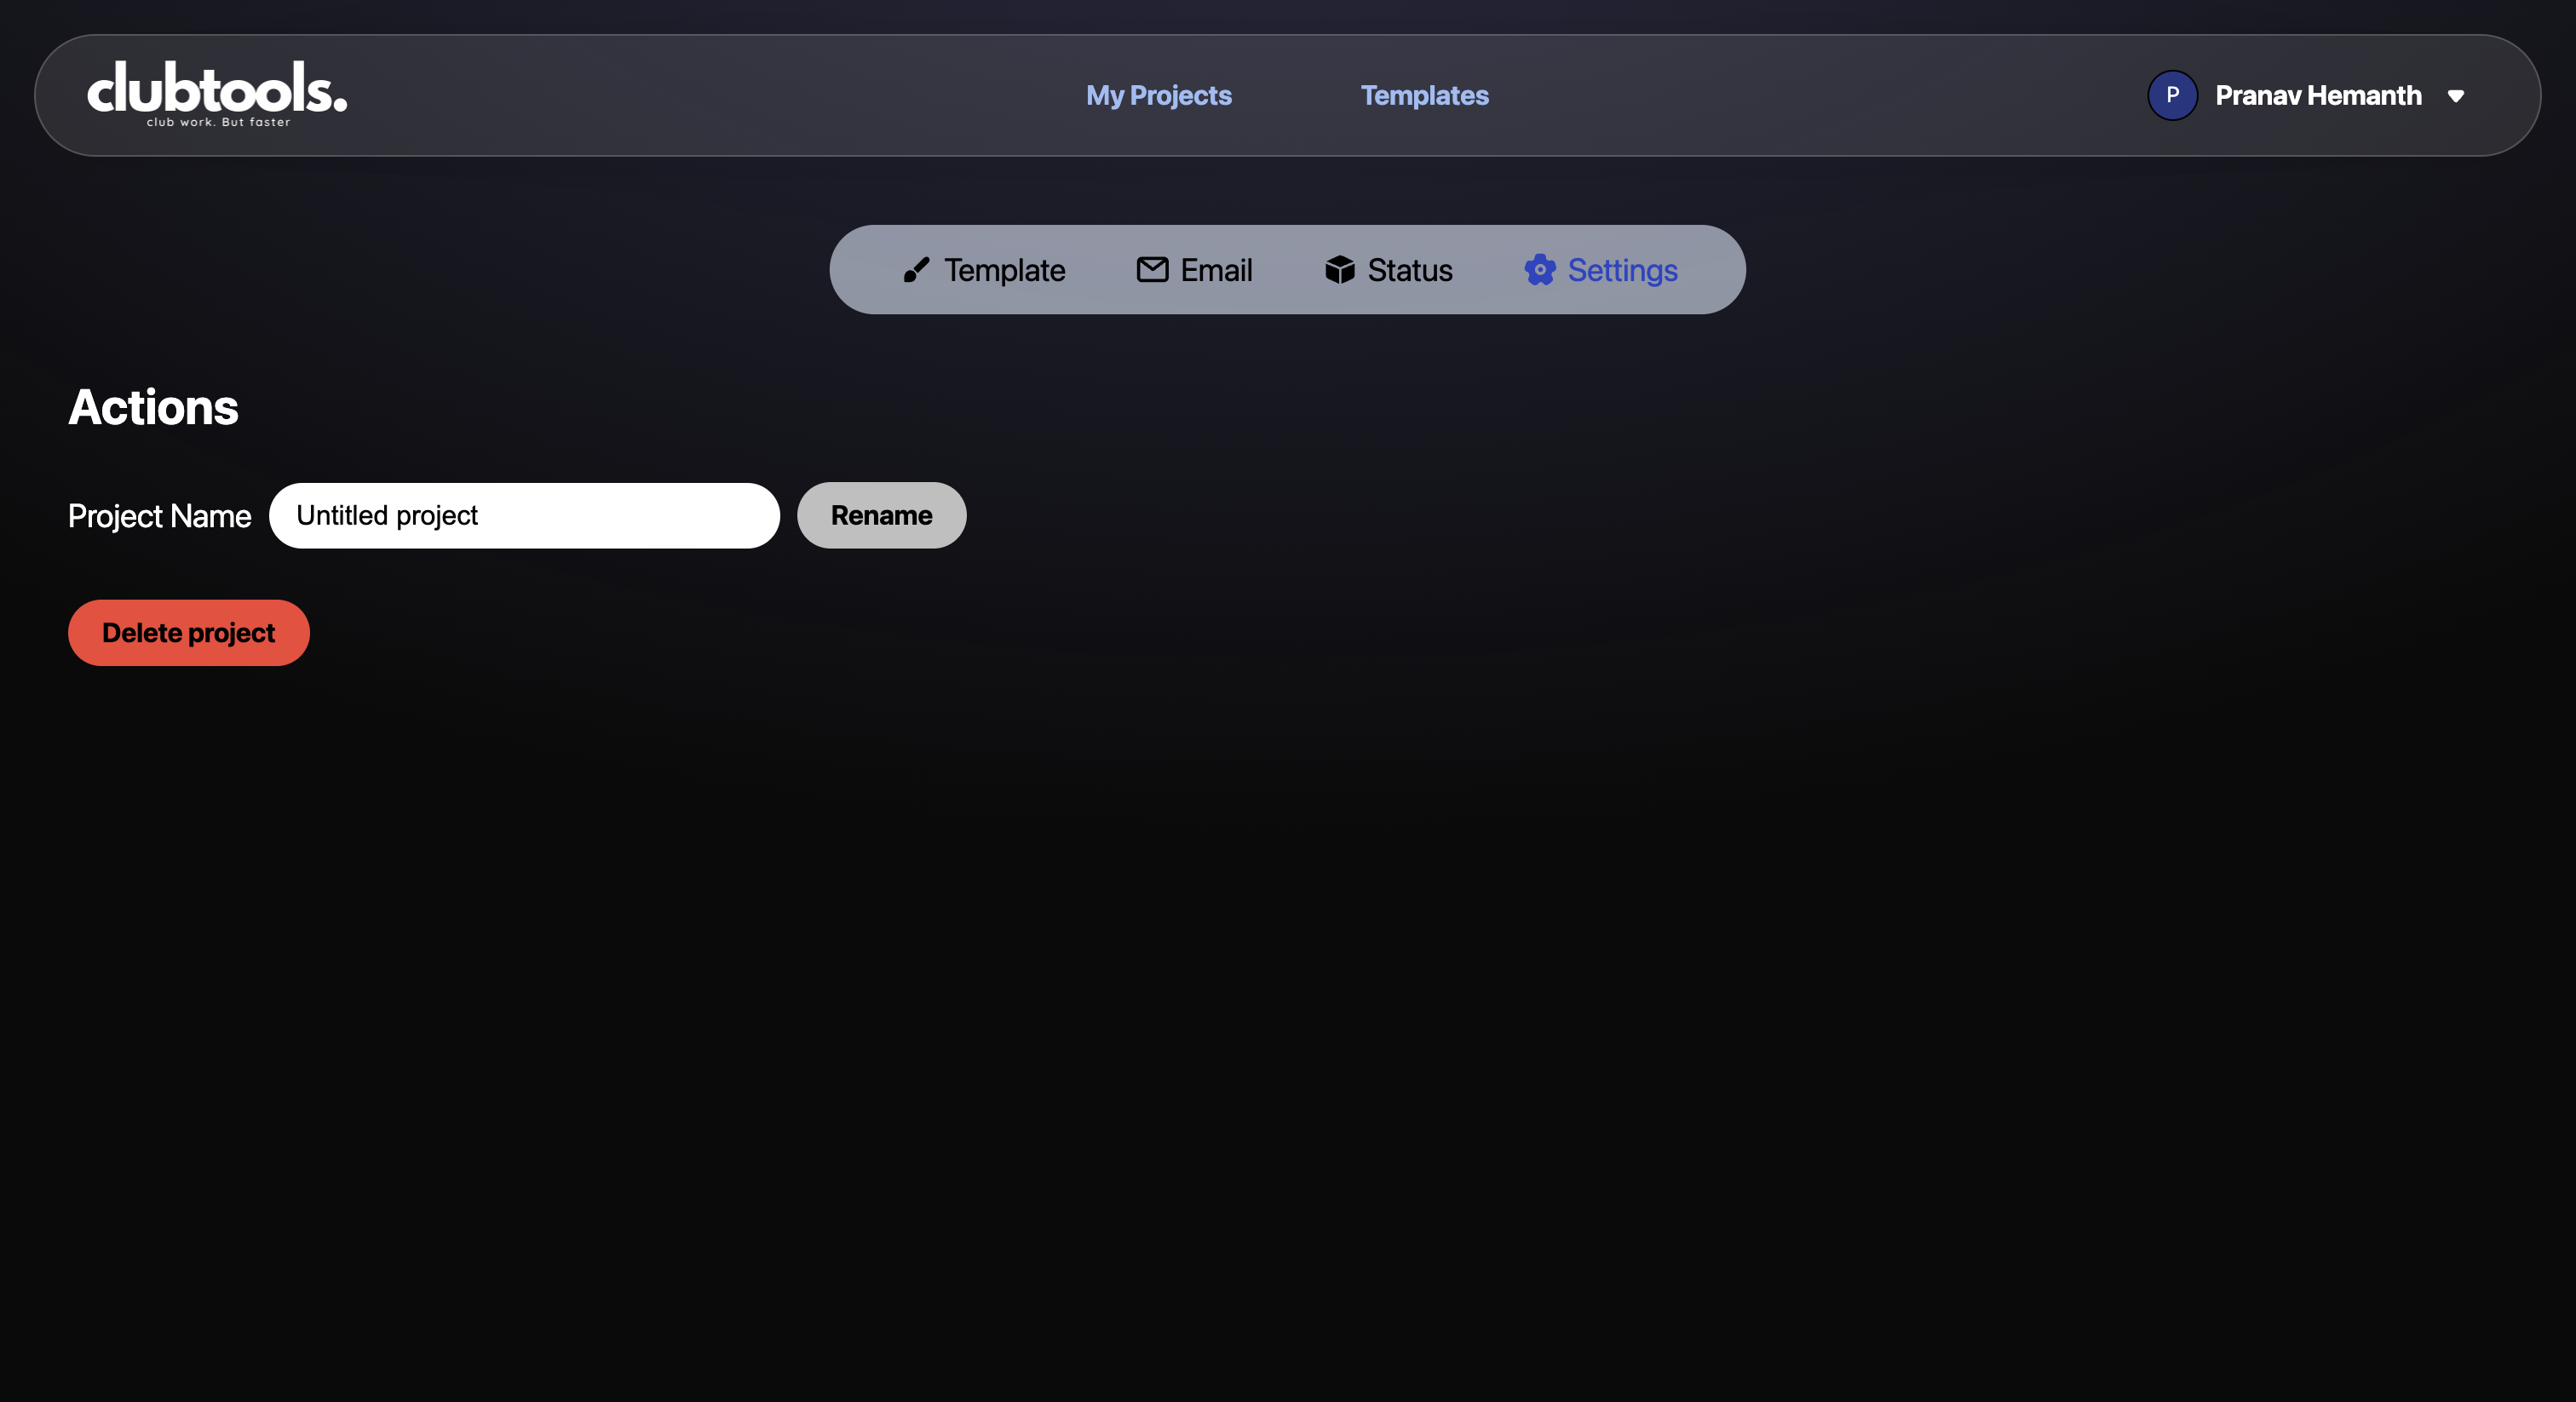 clubtools.
club work. But faster
My Projects
Templates
P
Pranav Hemanth
Template
Email
Status
Settings
Actions
Project Name
Untitled project
Rename
Delete project